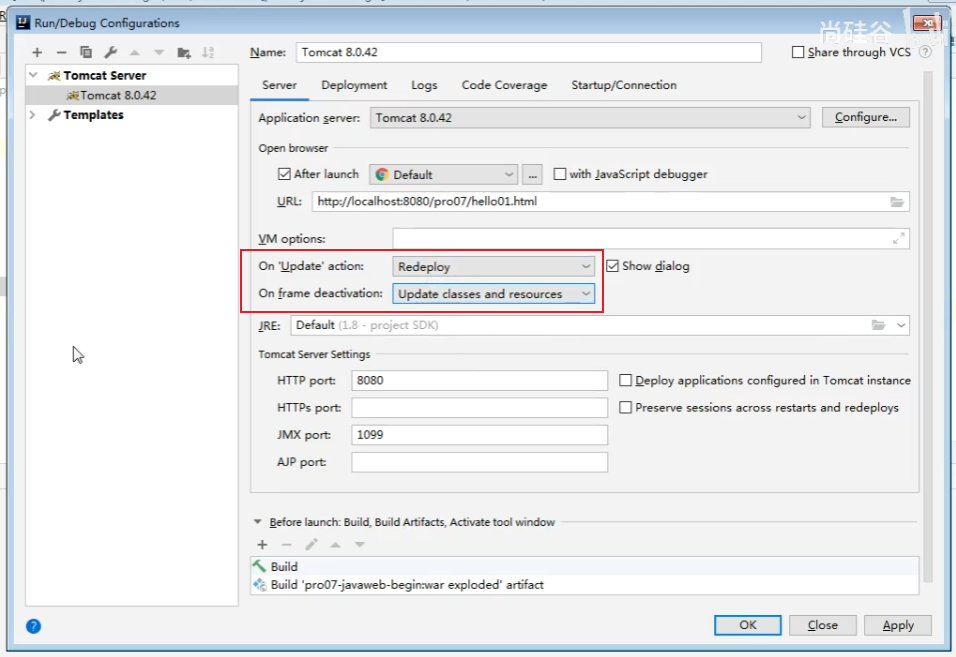 Run/Debug Configurations
尚硅谷
Name: Tomcat 8.0.42
Share through VCS
Tomcat Server
Tomcat 8.0.42
Templates
Server Deployment Logs Code Coverage Startup/Connection
Application server: Tomcat 8.0.42 Configure...
Open browser
After launch Default ... with JavaScript debugger
URL: http://localhost:8080/pro07/hello01.html
VM options:
On 'Update' action: Redeploy Show dialog
On frame deactivation: Update classes and resources
JRE: Default (1.8 - project SDK)
Tomcat Server Settings
HTTP port: 8080 Deploy applications configured in Tomcat instance
HTTPs port: Preserve sessions across restarts and redeploys
JMX port: 1099
AJP port:
Before launch: Build, Build Artifacts, Activate tool window
Build
Build 'pro07-javaweb-begin:war exploded' artifact
? OK Close Apply